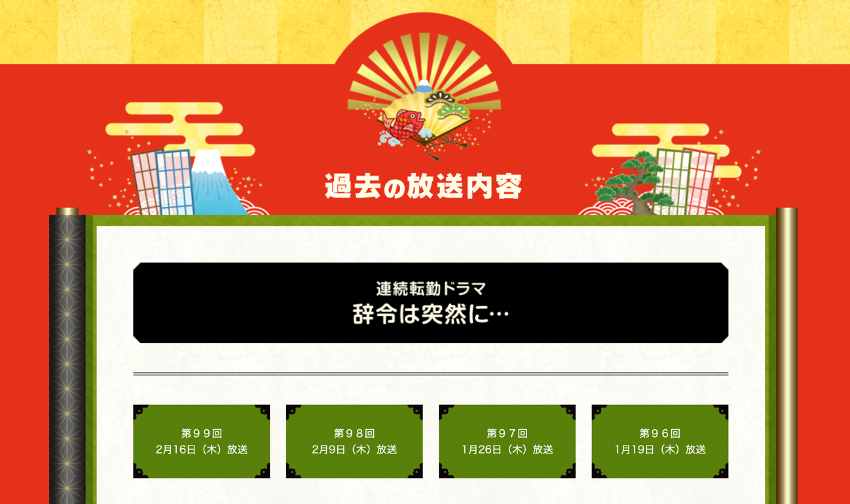 過去の放送内容
連続転勤ドラマ
辞令は突然に…
第９９回
2月16日（木）放送
第９８回
2月9日（木）放送
第９７回
1月26日（木）放送
第９６回
1月19日（木）放送